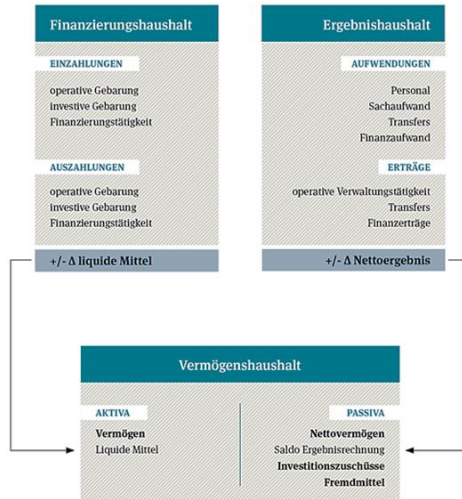 Finanzierungshaushalt
EINZAHLUNGEN
operative Gebarung
investive Gebarung
Finanzierungstätigkeit
AUSZAHLUNGEN
operative Gebarung
investive Gebarung
Finanzierungstätigkeit
+/- Δ liquide Mittel
Ergebnishaushalt
AUFWENDUNGEN
Personal
Sachaufwand
Transfers
Finanzaufwand
ERTRÄGE
operative Verwaltungstätigkeit
Transfers
Finanzerträge
+/- Δ Nettoergebnis
Vermögenshaushalt
AKTIVA
Vermögen
Liquide Mittel
PASSIVA
Nettovermögen
Saldo Ergebnisrechnung
Investitionszuschüsse
Fremdmittel